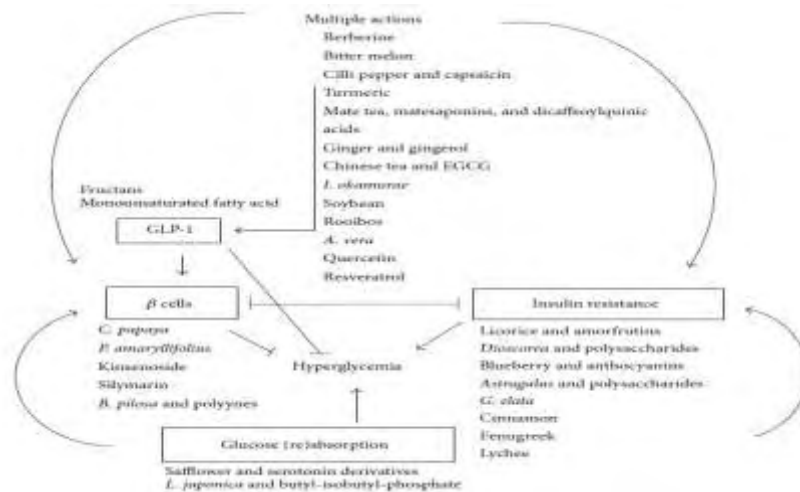 Multiple actions
Berberine
Bitter melon
Cilli pepper and capsaicin
Turmeric
Mate tea, matesaponins, and dicaffeoylquinic
acids
Ginger and gingerol
Chinese tea and EGCG
I. okamurae
Soybean
Rooibos
A. vera
Quercetin
Resveratrol
Fructans
Monounsaturated fatty acid
GLP-1
β cells
C. papaya
P. amaryllifolius
Kinsenoside
Silymarin
B. pilosa and polyynes
Hyperglycemia
Insulin resistance
Licorice and amorfrutins
Dioscorea and polysaccharides
Blueberry and anthocyanins
Astragalus and polysaccharides
G. elata
Cinnamon
Fenugreek
Lychee
Glucose (re)absorption
Safflower and serotonin derivatives
L. japonica and butyl-isobutyl-phosphate